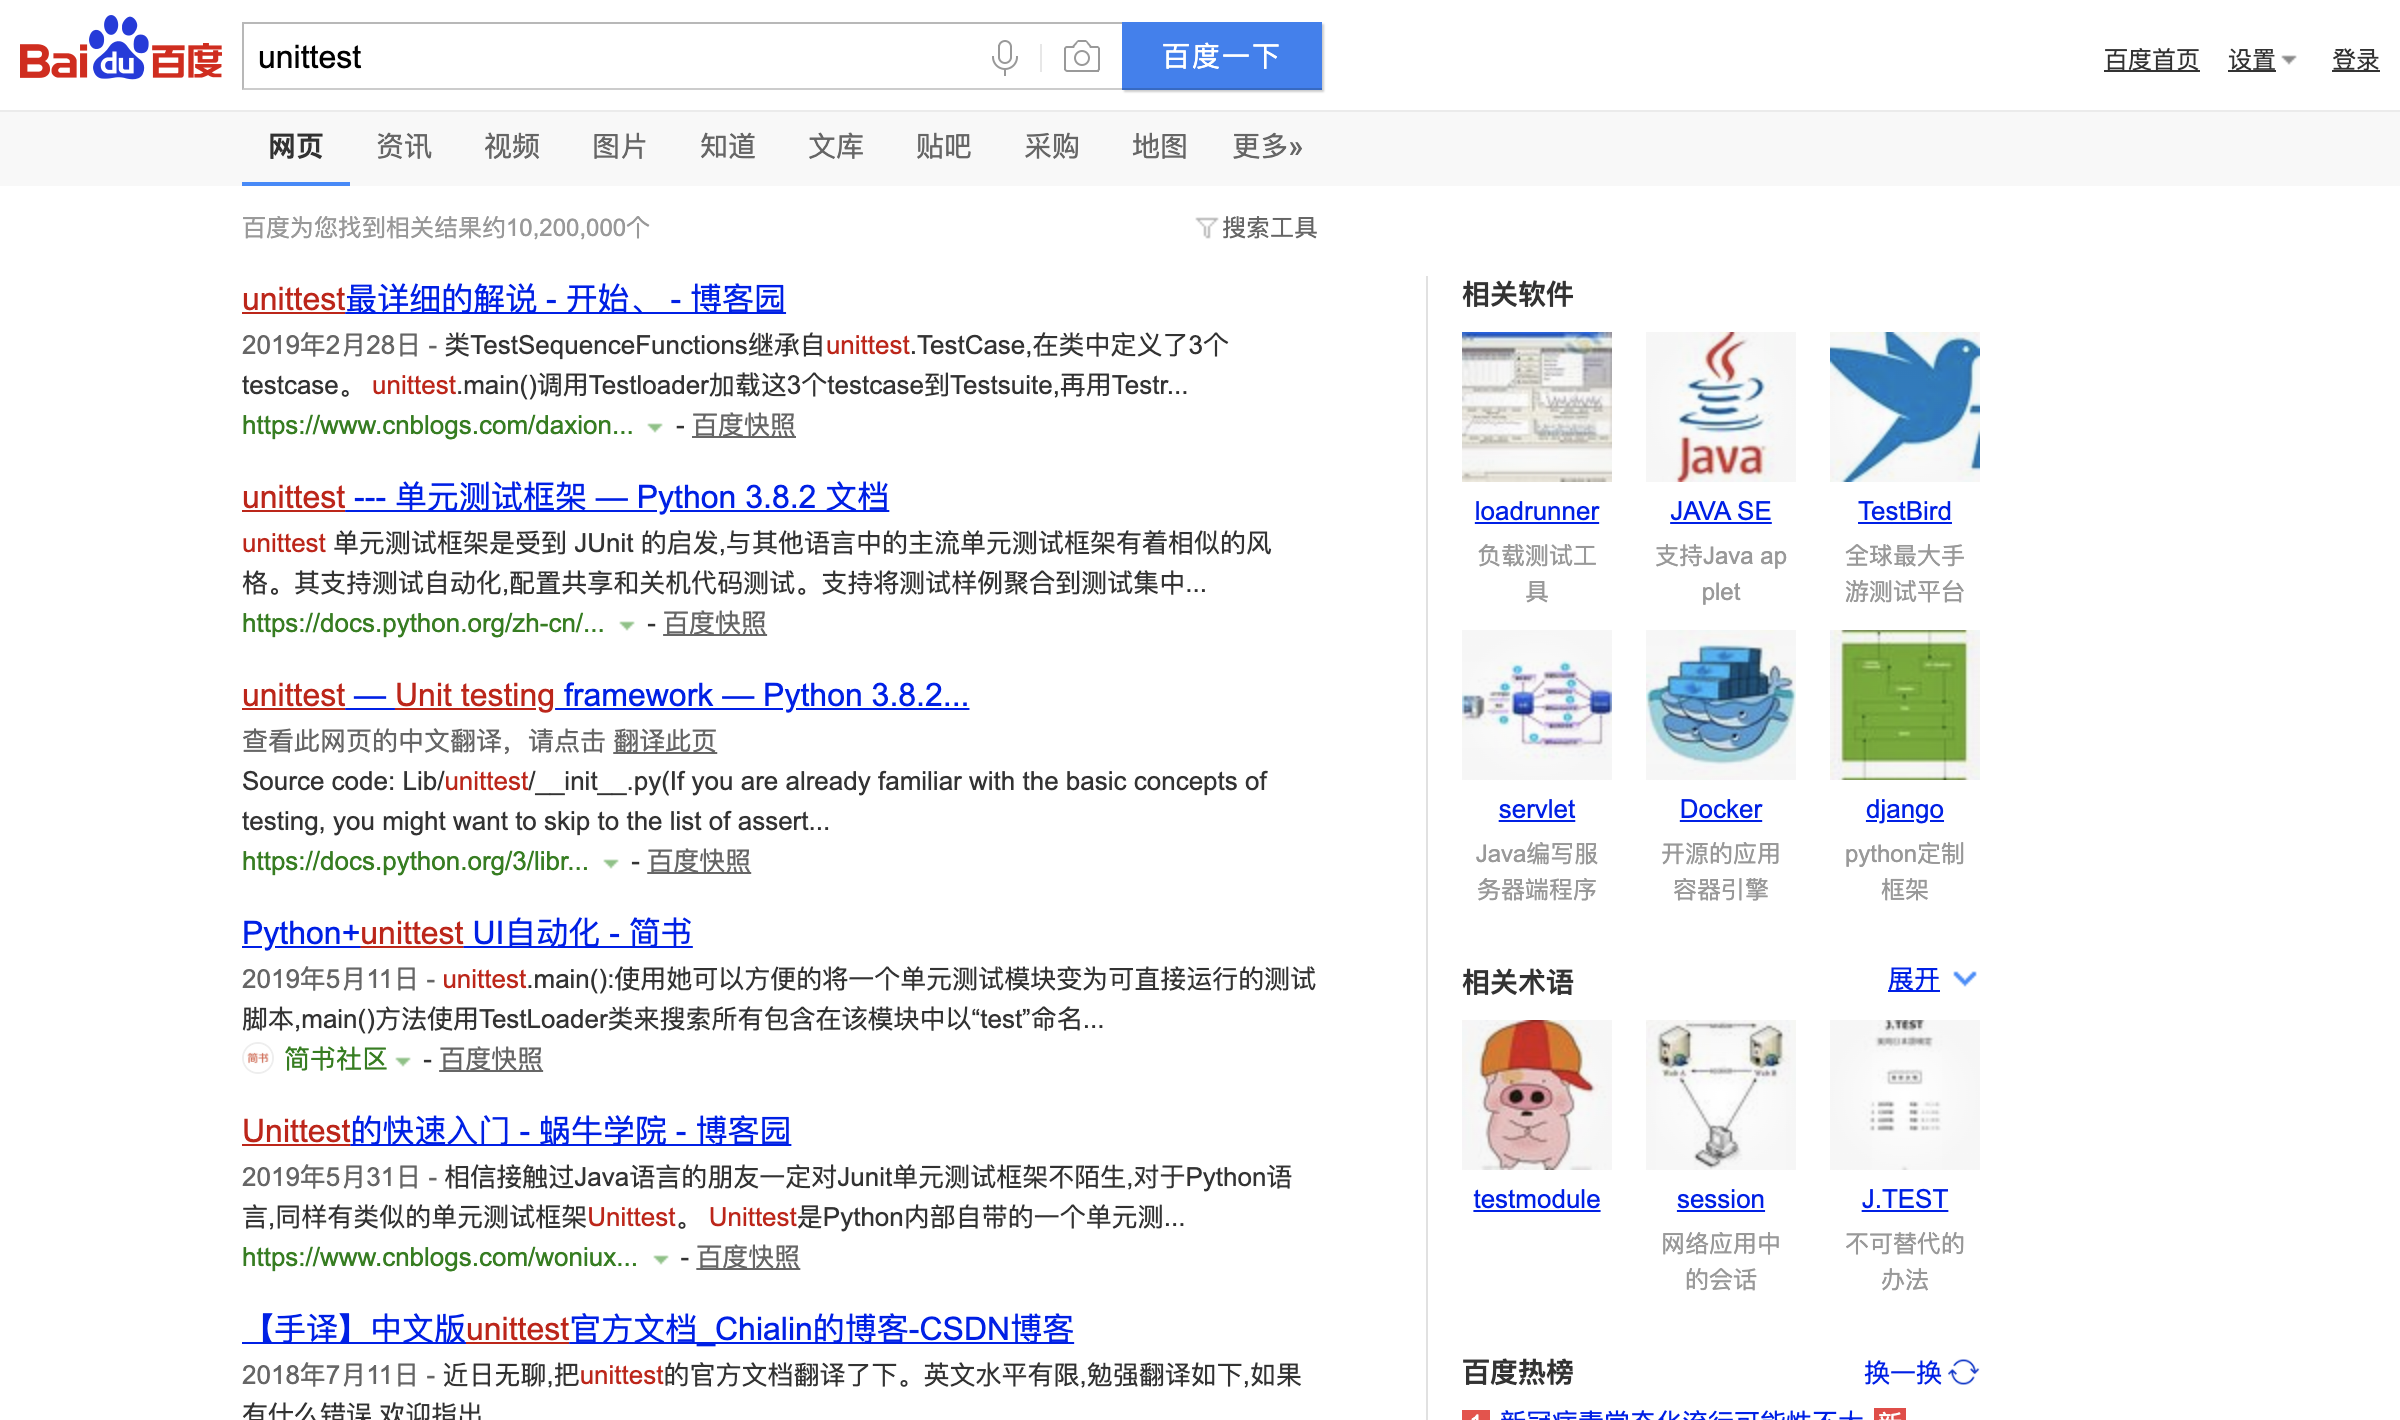 Bai du 百度
unittest
百度一下
百度首页 设置 登录
网页 资讯 视频 图片 知道 文库 贴吧 采购 地图 更多»
百度为您找到相关结果约10,200,000个
搜索工具
unittest最详细的解说 - 开始、 - 博客园
2019年2月28日 - 类TestSequenceFunctions继承自unittest.TestCase,在类中定义了3个
testcase。 unittest.main()调用Testloader加载这3个testcase到Testsuite,再用Testr...
https://www.cnblogs.com/daxion... - 百度快照
unittest --- 单元测试框架 — Python 3.8.2 文档
unittest 单元测试框架是受到 JUnit 的启发,与其他语言中的主流单元测试框架有着相似的风
格。其支持测试自动化,配置共享和关机代码测试。支持将测试样例聚合到测试集中...
https://docs.python.org/zh-cn/... - 百度快照
unittest — Unit testing framework — Python 3.8.2...
查看此网页的中文翻译，请点击 翻译此页
Source code: Lib/unittest/__init__.py(If you are already familiar with the basic concepts of
testing, you might want to skip to the list of assert...
https://docs.python.org/3/libr... - 百度快照
Python+unittest UI自动化 - 简书
2019年5月11日 - unittest.main():使用她可以方便的将一个单元测试模块变为可直接运行的测试
脚本,main()方法使用TestLoader类来搜索所有包含在该模块中以“test”命名...
简书 简书社区 - 百度快照
Unittest的快速入门 - 蜗牛学院 - 博客园
2019年5月31日 - 相信接触过Java语言的朋友一定对Junit单元测试框架不陌生,对于Python语
言,同样有类似的单元测试框架Unittest。 Unittest是Python内部自带的一个单元测...
https://www.cnblogs.com/woniux... - 百度快照
【手译】中文版unittest官方文档_Chialin的博客-CSDN博客
2018年7月11日 - 近日无聊,把unittest的官方文档翻译了下。英文水平有限,勉强翻译如下,如果
有什么错误,欢迎指出
相关软件
Java
loadrunner JAVA SE TestBird
负载测试工 支持Java ap 全球最大手
具 plet 游测试平台
servlet Docker django
Java编写服 开源的应用 python定制
务器端程序 容器引擎 框架
相关术语 展开
J.TEST
Web A Web B
testmodule session J.TEST
网络应用中 不可替代的
的会话 办法
百度热榜 换一换
1 新冠病毒常态化流行可能性不大 新